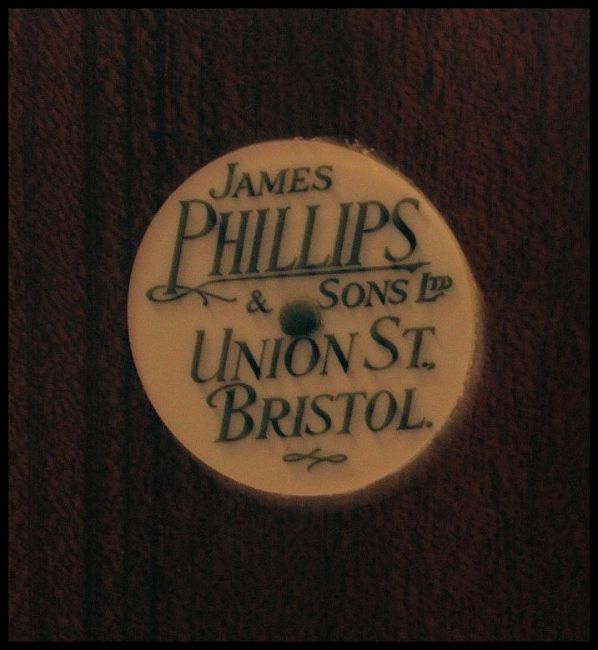 JAMES
PHILLIPS
& SONS LTD
UNION ST.,
BRISTOL.